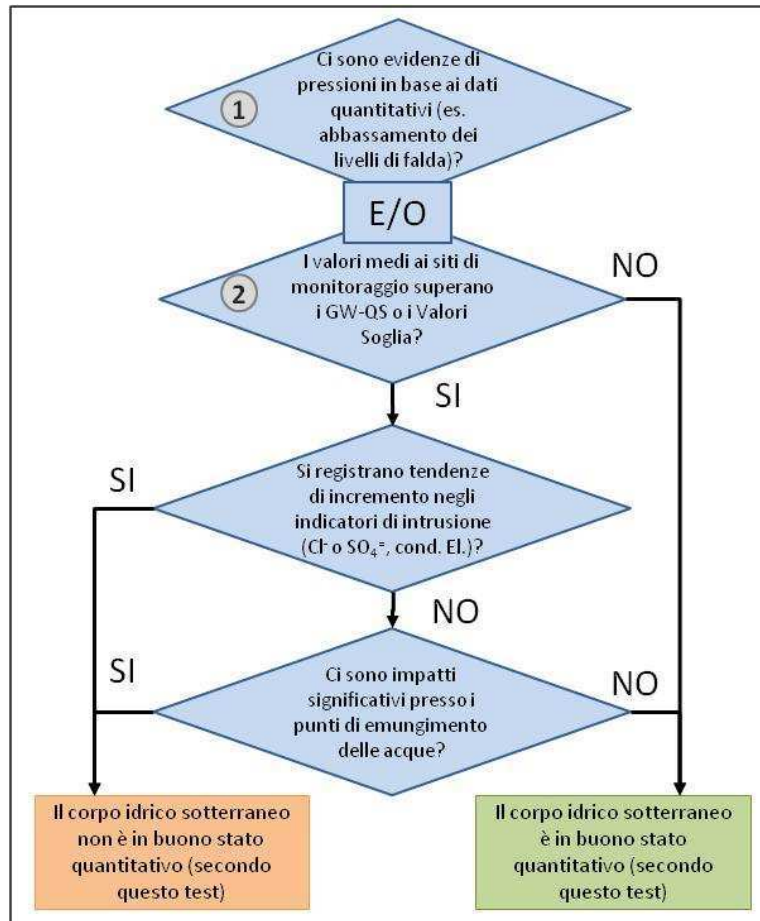 Ci sono evidenze di
pressioni in base ai dati
1
quantitativi (es.
abbassamento dei
livelli di falda)?
E/O
I valori medi ai siti di
NO
2
monitoraggio superano
i GW-QS o i Valori
Soglia?
SI
Si registrano tendenze
SI
di incremento negli
indicatori di intrusione
(Cl⁻ o SO₄⁼, cond. El.)?
NO
Ci sono impatti
SI
significativi presso i
NO
punti di emungimento
delle acque?
Il corpo idrico sotterraneo
non è in buono stato
quantitativo (secondo
questo test)
Il corpo idrico sotterraneo
è in buono stato
quantitativo (secondo
questo test)